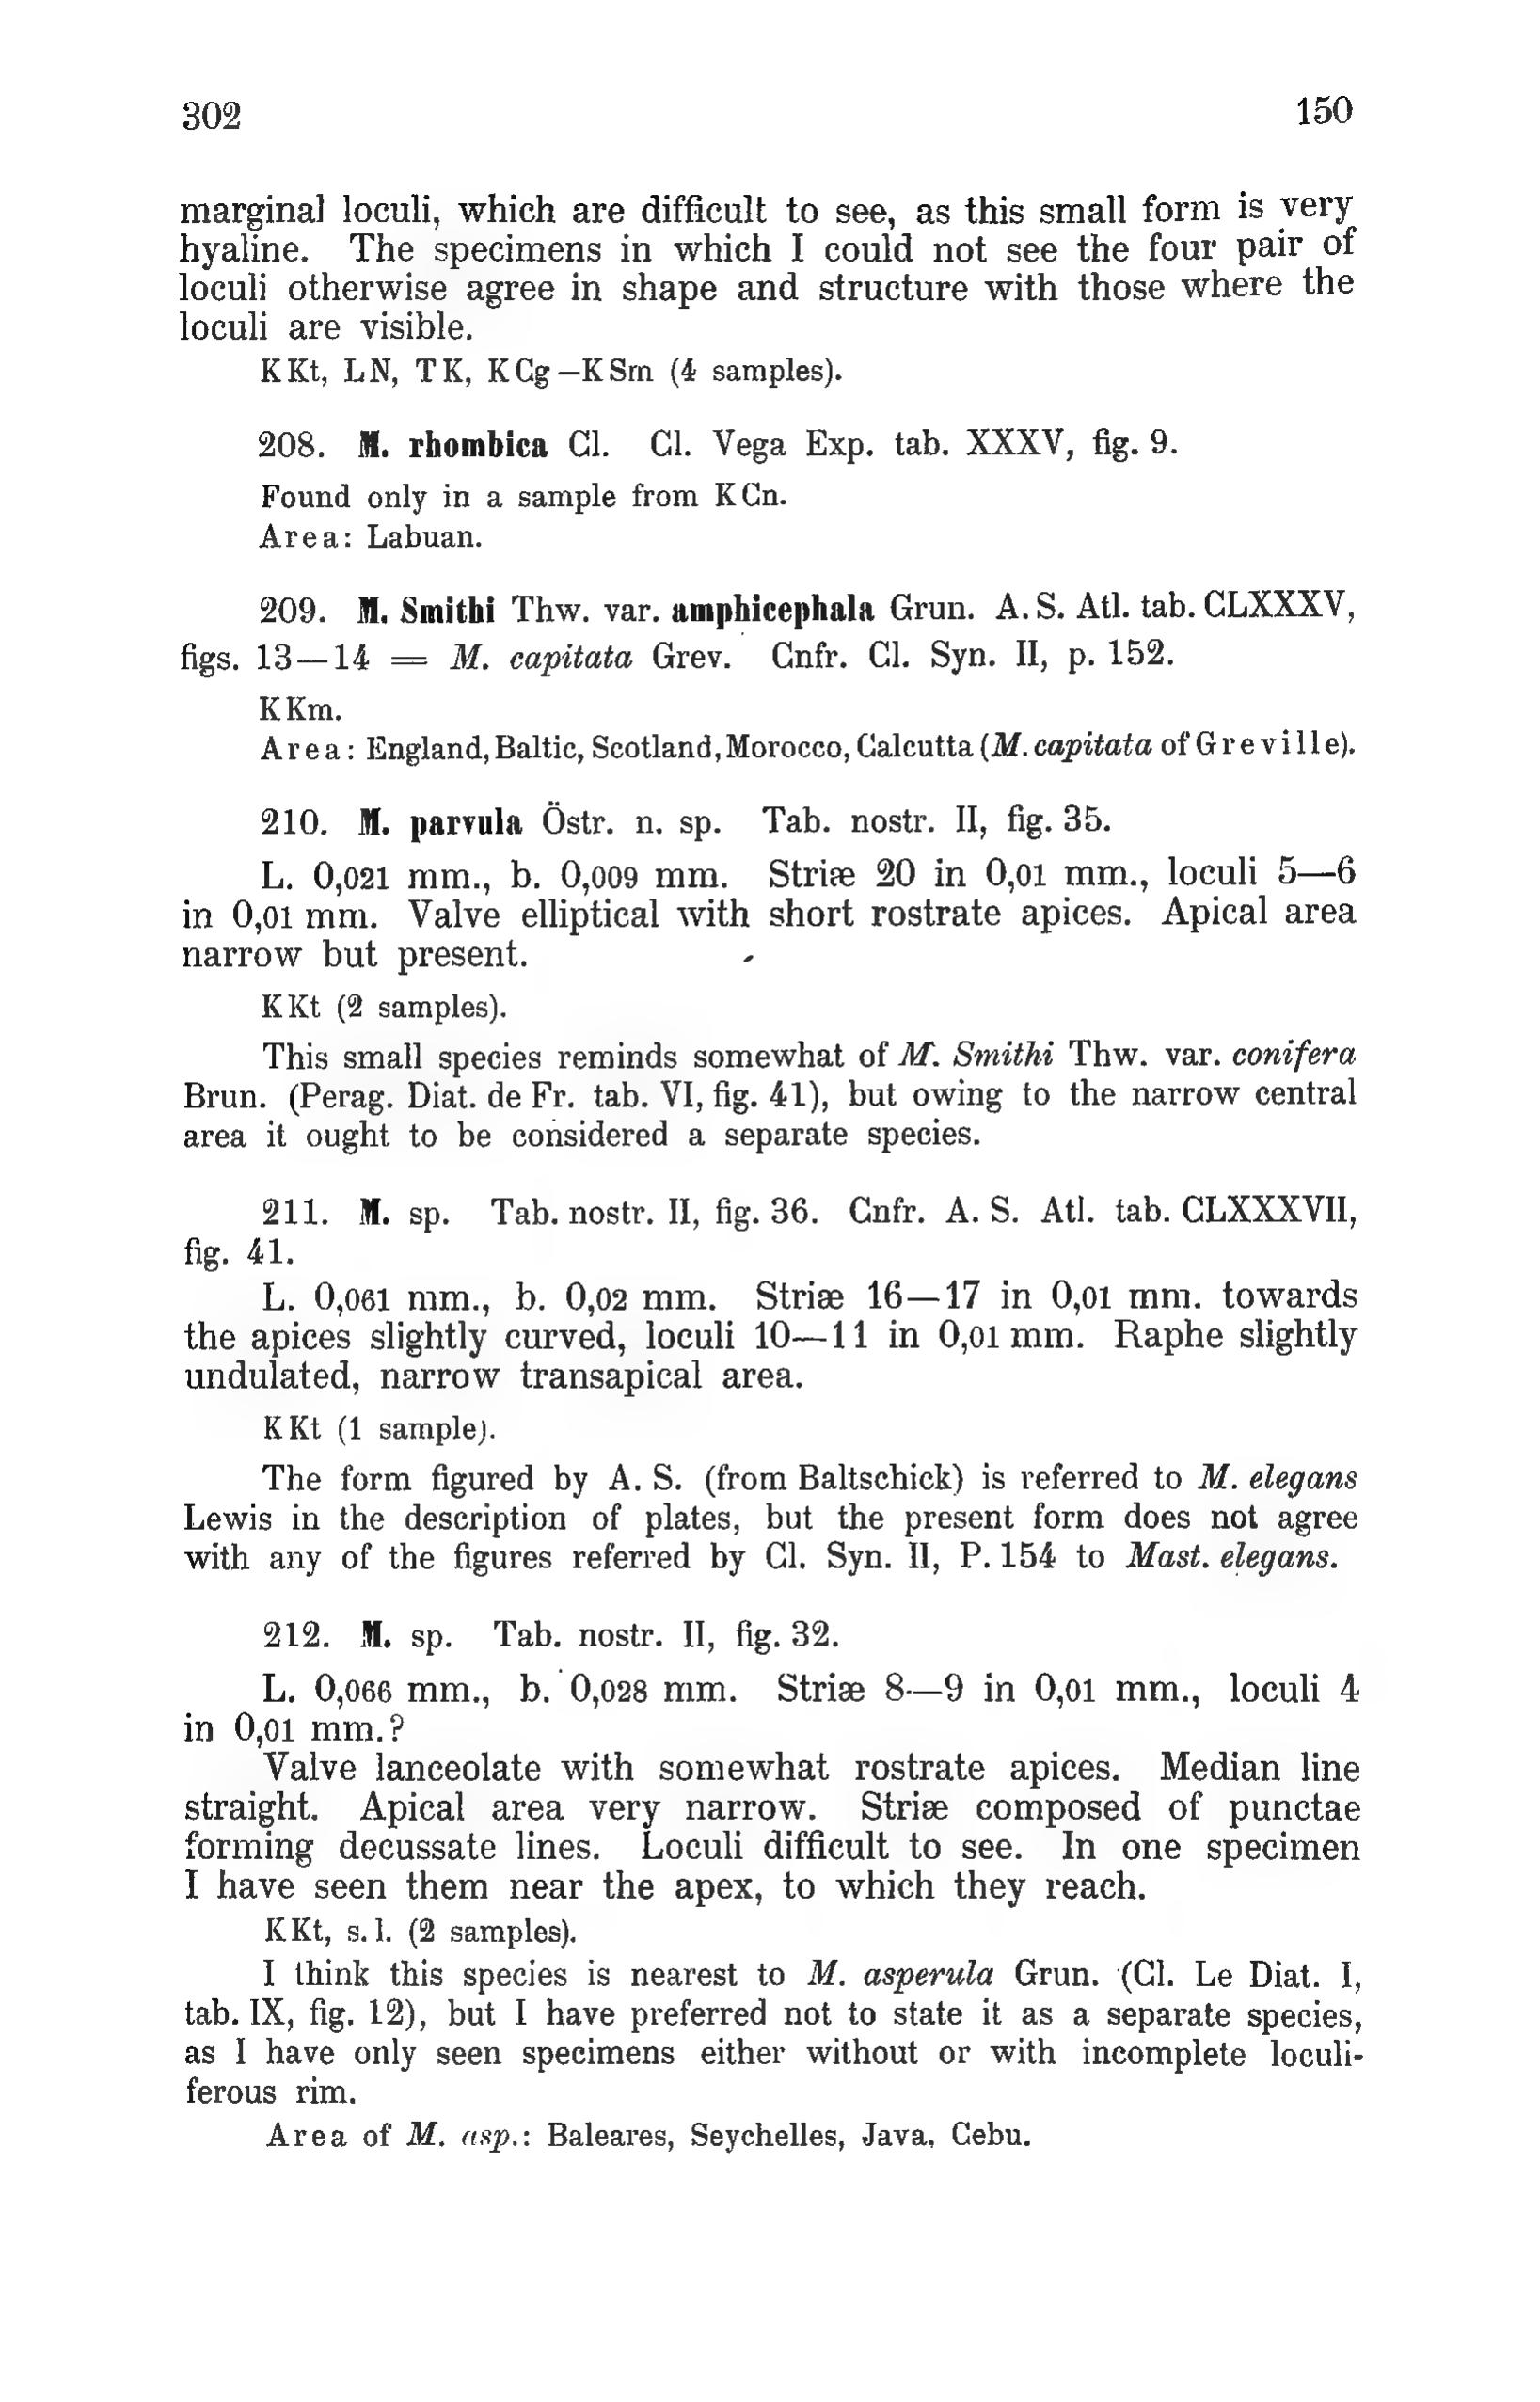 302 150
marginal loculi, which are difficult to see, as this small form is very
hyaline. The specimens in which I could not see the four pair of
loculi otherwise agree in shape and structure with those where the
loculi are visible.
KKt, LN, TK, KCg—KSrn (4 samples).
208. M. rhombica Cl. Cl. Vega Exp. tab. XXXV, fig. 9.
Found only in a sample from KCn.
Area: Labuan.
209. M. Smithi Thw. var. amphicephala Grun. A. S. Atl. tab. CLXXXV,
figs. 13—14 = M. capitata Grev. Cnfr. Cl. Syn. II, p. 152.
KKm.
Area: England, Baltic, Scotland, Morocco, Calcutta (M. capitata of Greville).
210. M. parvula Östr. n. sp. Tab. nostr. II, fig. 35.
L. 0,021 mm., b. 0,009 mm. Striæ 20 in 0,01 mm., loculi 5—6
in 0,01 mm. Valve elliptical with short rostrate apices. Apical area
narrow but present.
KKt (2 samples).
This small species reminds somewhat of M. Smithi Thw. var. conifera
Brun. (Perag. Diat. de Fr. tab. VI, fig. 41), but owing to the narrow central
area it ought to be considered a separate species.
211. M. sp. Tab. nostr. II, fig. 36. Cnfr. A. S. Atl. tab. CLXXXVII,
fig. 41.
L. 0,061 mm., b. 0,02 mm. Striæ 16—17 in 0,01 mm. towards
the apices slightly curved, loculi 10—11 in 0,01 mm. Raphe slightly
undulated, narrow transapical area.
KKt (1 sample).
The form figured by A. S. (from Baltschick) is referred to M. elegans
Lewis in the description of plates, but the present form does not agree
with any of the figures referred by Cl. Syn. II, P. 154 to Mast. elegans.
212. M. sp. Tab. nostr. II, fig. 32.
L. 0,066 mm., b. 0,028 mm. Striæ 8—9 in 0,01 mm., loculi 4
in 0,01 mm.?
Valve lanceolate with somewhat rostrate apices. Median line
straight. Apical area very narrow. Striæ composed of punctae
forming decussate lines. Loculi difficult to see. In one specimen
I have seen them near the apex, to which they reach.
KKt, s. l. (2 samples).
I think this species is nearest to M. asperula Grun. (Cl. Le Diat. I,
tab. IX, fig. 12), but I have preferred not to state it as a separate species,
as I have only seen specimens either without or with incomplete loculi-
ferous rim.
Area of M. asp.: Baleares, Seychelles, Java, Cebu.